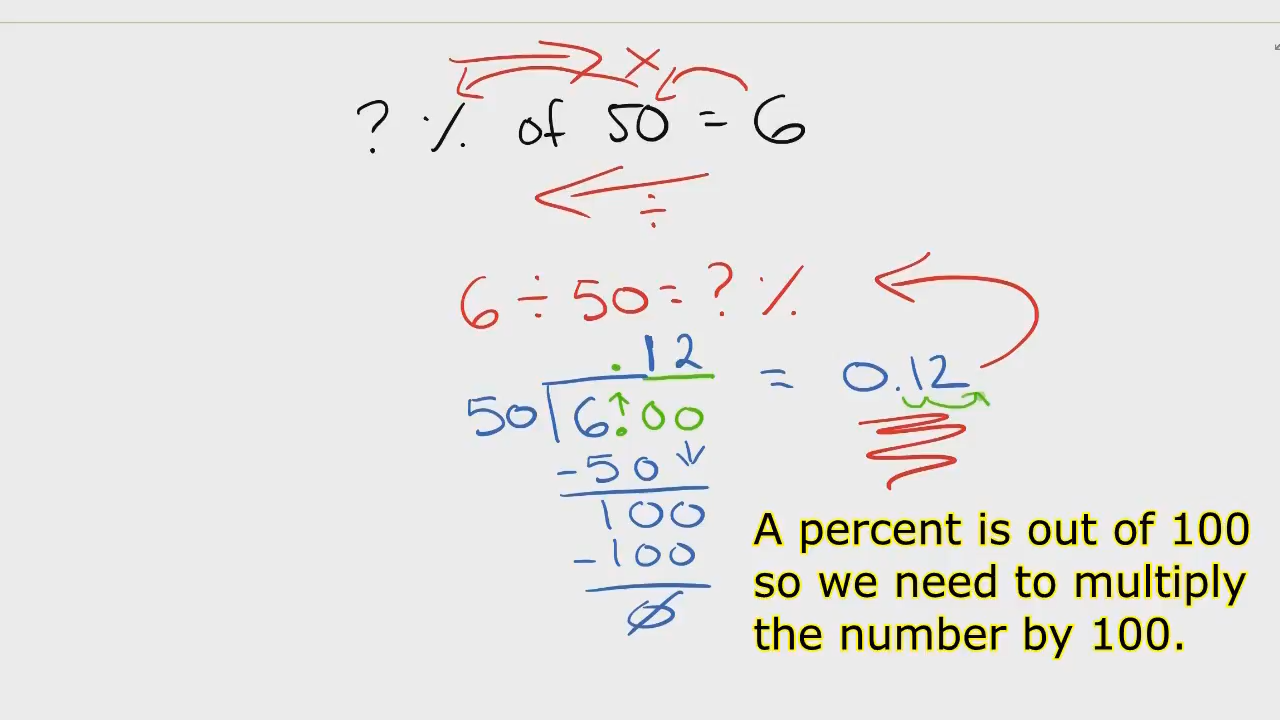 ×
? % of 50 = 6
÷
6 ÷ 50 = ? %
.12 = 0.12
50 6.00
-50
100
-100
0
A percent is out of 100
so we need to multiply
the number by 100.